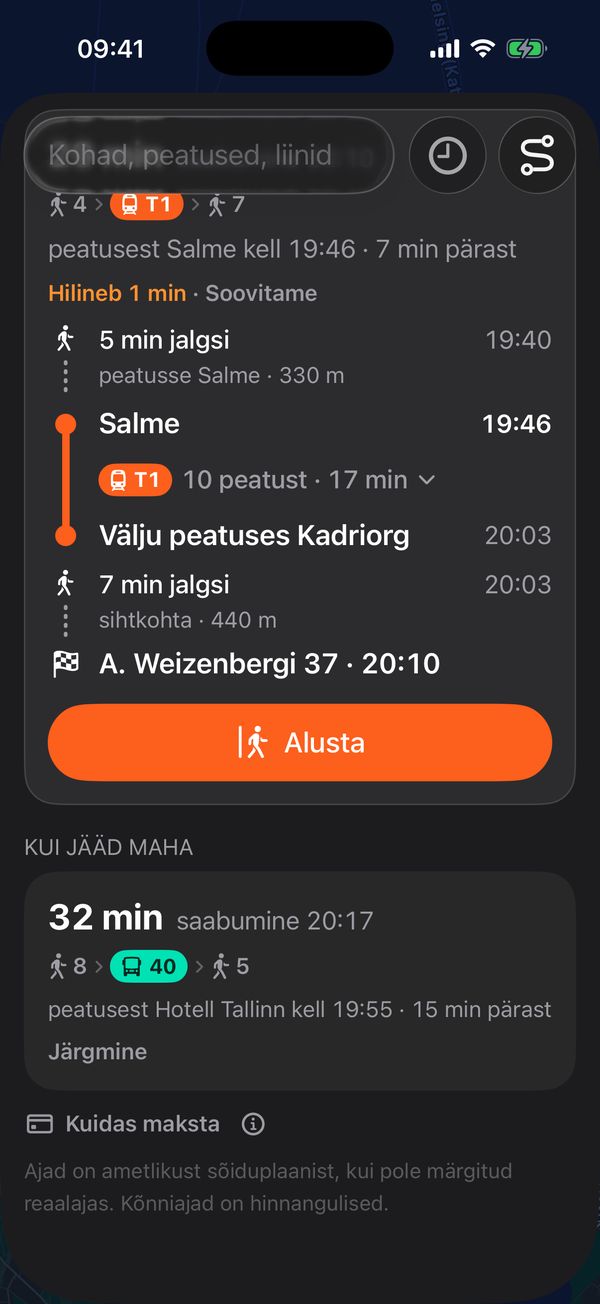 09:41
Kohad, peatused, liinid
4 > T1 > 7
peatusest Salme kell 19:46 · 7 min pärast
Hilineb 1 min · Soovitame
5 min jalgsi 19:40
peatusse Salme · 330 m
Salme 19:46
T1 10 peatust · 17 min
Välju peatuses Kadriorg 20:03
7 min jalgsi 20:03
sihtkohta · 440 m
A. Weizenbergi 37 · 20:10
Alusta
KUI JÄÄD MAHA
32 min saabumine 20:17
8 > 40 > 5
peatusest Hotell Tallinn kell 19:55 · 15 min pärast
Järgmine
Kuidas maksta
Ajad on ametlikust sõiduplaanist, kui pole märgitud
reaalajas. Kõnniajad on hinnangulised.